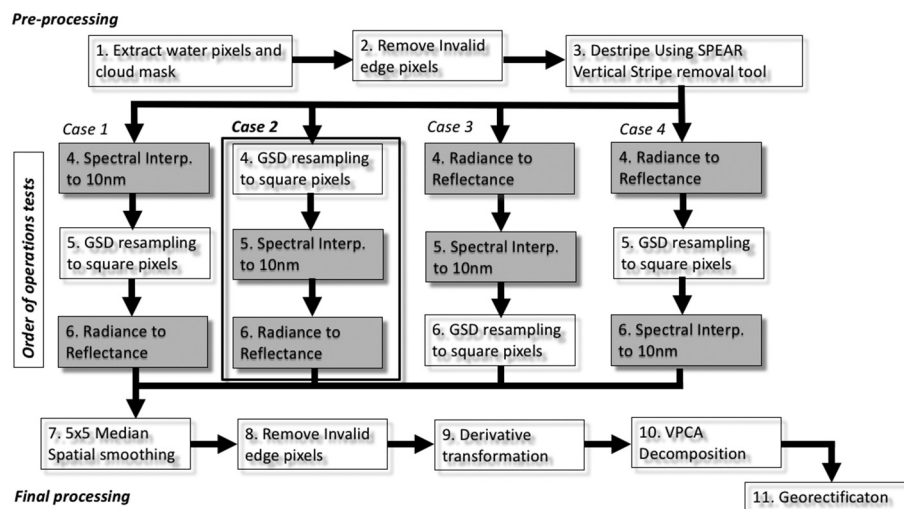 Pre-processing
1. Extract water pixels and
cloud mask
2. Remove Invalid
edge pixels
3. Destripe Using SPEAR
Vertical Stripe removal tool
Order of operations tests
Case 1
4. Spectral Interp.
to 10nm
5. GSD resampling
to square pixels
6. Radiance to
Reflectance
Case 2
4. GSD resampling
to square pixels
5. Spectral Interp.
to 10nm
6. Radiance to
Reflectance
Case 3
4. Radiance to
Reflectance
5. Spectral Interp.
to 10nm
6. GSD resampling
to square pixels
Case 4
4. Radiance to
Reflectance
5. GSD resampling
to square pixels
6. Spectral Interp.
to 10nm
7. 5x5 Median
Spatial smoothing
8. Remove Invalid
edge pixels
9. Derivative
transformation
10. VPCA
Decomposition
11. Georectificaton
Final processing